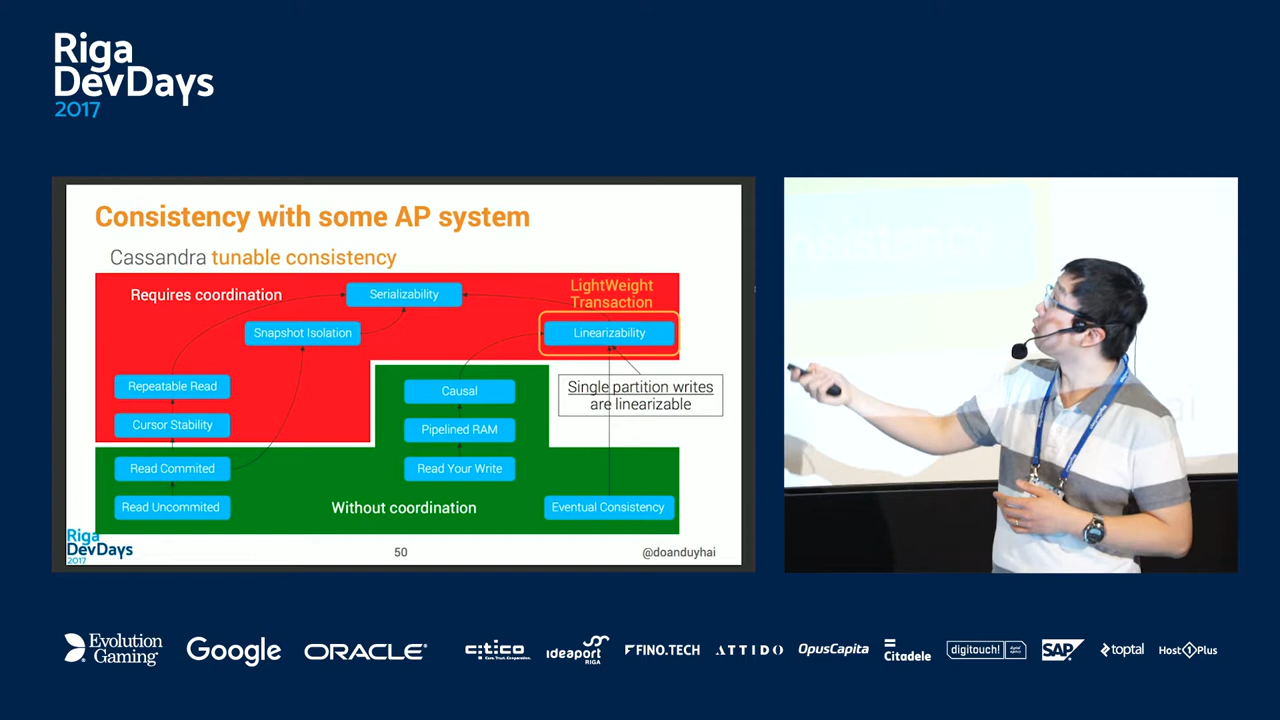 Riga
DevDays
2017
Consistency with some AP system
Cassandra tunable consistency
Requires coordination
Serializability
LightWeight
Transaction
Snapshot Isolation
Linearizability
Repeatable Read
Causal
Single partition writes
are linearizable
Cursor Stability
Pipelined RAM
Read Commited
Read Your Write
Read Uncommited
Without coordination
Eventual Consistency
Riga
DevDays
2017
50
@doanduyhai
Evolution
Gaming
Google
ORACLE
citico
ideaport
RIGA
FINO.TECH
ATTIDO
OpusCapita
Citadele
digitouch!
SAP
toptal
Host1Plus